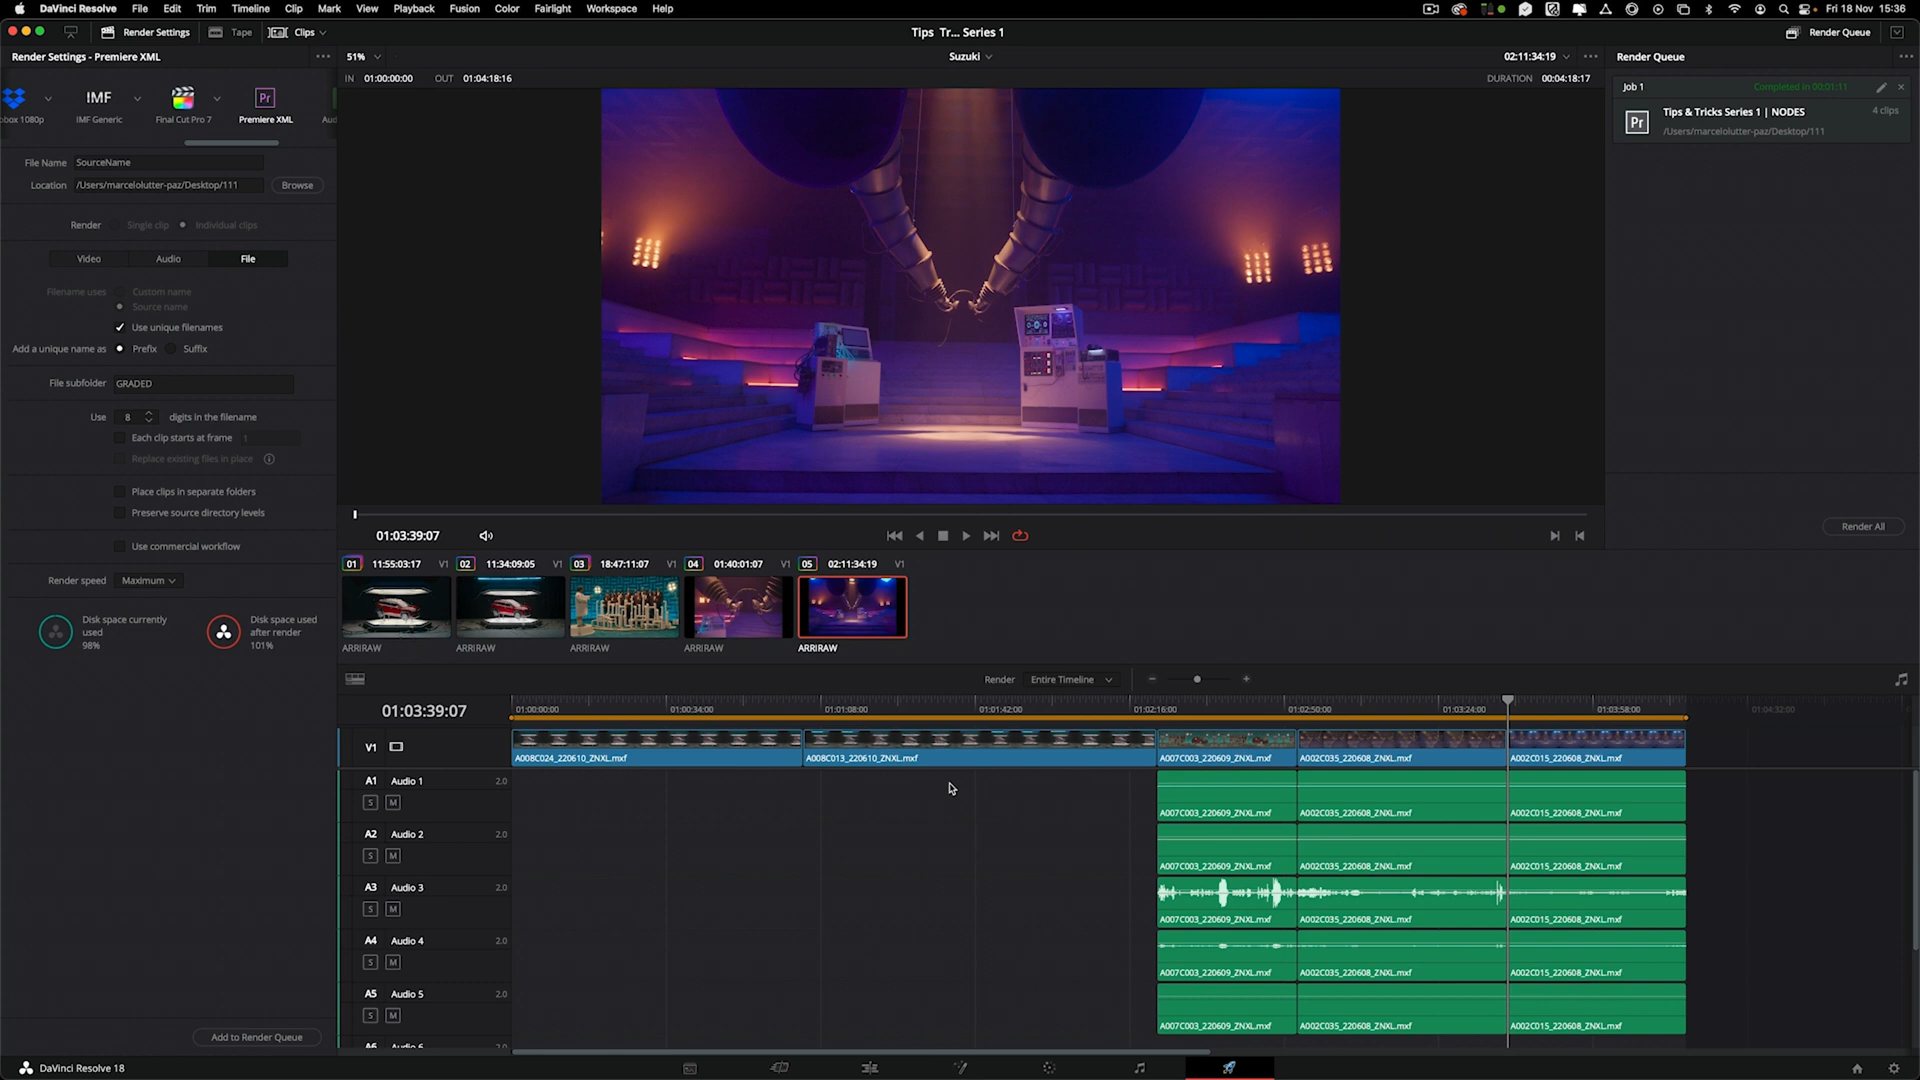 DaVinci Resolve File Edit Trim Timeline Clip Mark View Playback Fusion Color Fairlight Workspace Help Fri 18 Nov 15:36
Render Settings Tape Clips Tips Tr... Series 1 Render Queue
Render Settings - Premiere XML 51% Suzuki 02:11:34:19 Render Queue
IN 01:00:00:00 OUT 01:04:18:16 DURATION 00:04:18:17
Job 1 Completed in 00:01:11
Tips & Tricks Series 1 | NODES 4 clips
/Users/marcelolutter-paz/Desktop/111
IMF Pr
pbox 1080p IMF Generic Final Cut Pro 7 Premiere XML Aud
File Name SourceName
Location /Users/marcelolutter-paz/Desktop/111 Browse
Render Single clip Individual clips
Video Audio File
Filename uses Custom name
Source name
Use unique filenames
Add a unique name as Prefix Suffix
File subfolder GRADED
Use 8 digits in the filename
Each clip starts at frame 1
Replace existing files in place
Place clips in separate folders
Preserve source directory levels
Use commercial workflow
Render speed Maximum
Disk space currently used 98%
Disk space used after render 101%
Render All
01:03:39:07
01 11:55:03:17 V1 02 11:34:09:05 V1 03 18:47:11:07 V1 04 01:40:01:07 V1 05 02:11:34:19 V1
ARRIRAW ARRIRAW ARRIRAW ARRIRAW ARRIRAW
Render Entire Timeline
01:03:39:07 01:00:00:00 01:00:34:00 01:01:08:00 01:01:42:00 01:02:16:00 01:02:50:00 01:03:24:00 01:03:58:00 01:04:32:00
V1 A008C024_220610_ZNXL.mxf A008C013_220610_ZNXL.mxf A007C003_220609_ZNXL.mxf A002C035_220608_ZNXL.mxf A002C015_220608_ZNXL.mxf
A1 Audio 1 2.0
S M A007C003_220609_ZNXL.mxf A002C035_220608_ZNXL.mxf A002C015_220608_ZNXL.mxf
A2 Audio 2 2.0
S M A007C003_220609_ZNXL.mxf A002C035_220608_ZNXL.mxf A002C015_220608_ZNXL.mxf
A3 Audio 3 2.0
S M A007C003_220609_ZNXL.mxf A002C035_220608_ZNXL.mxf A002C015_220608_ZNXL.mxf
A4 Audio 4 2.0
S M A007C003_220609_ZNXL.mxf A002C035_220608_ZNXL.mxf A002C015_220608_ZNXL.mxf
A5 Audio 5 2.0
S M A007C003_220609_ZNXL.mxf A002C035_220608_ZNXL.mxf A002C015_220608_ZNXL.mxf
A6 Audio 6 2.0
Add to Render Queue
DaVinci Resolve 18